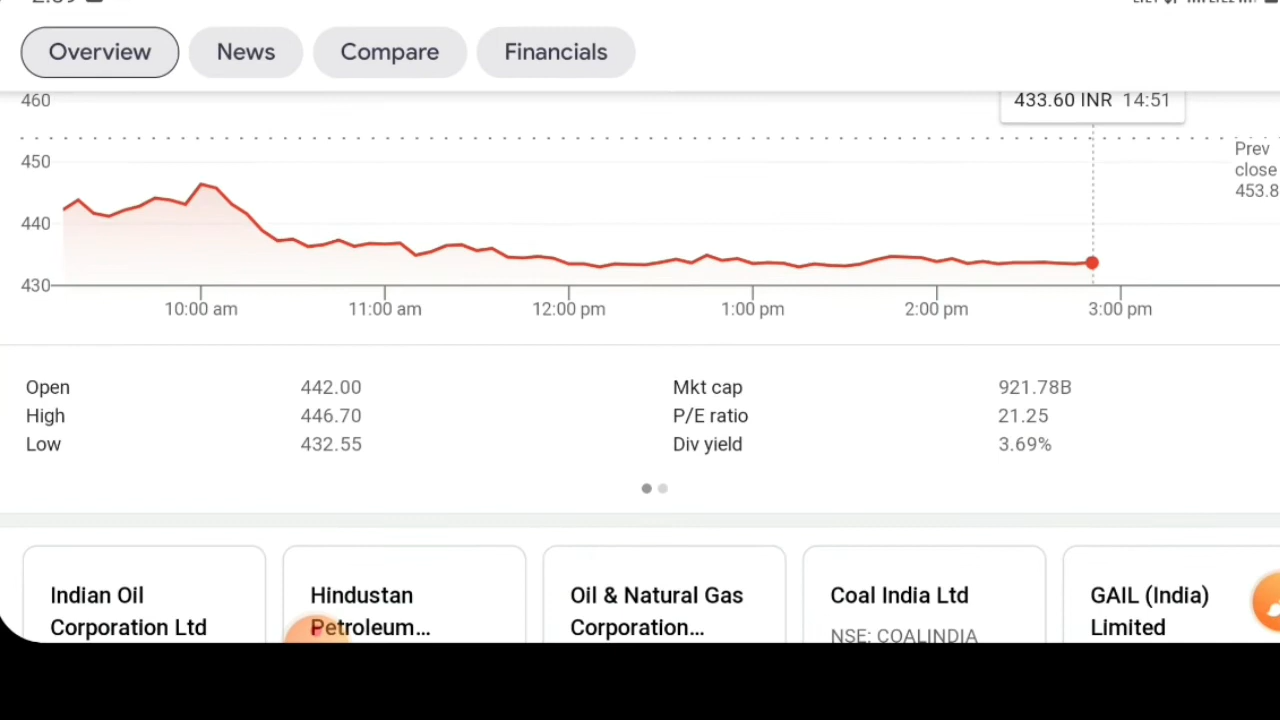 Overview News Compare Financials
460
433.60 INR 14:51
450
Prev
close
453.8
440
430
10:00 am 11:00 am 12:00 pm 1:00 pm 2:00 pm 3:00 pm
Open 442.00 Mkt cap 921.78B
High 446.70 P/E ratio 21.25
Low 432.55 Div yield 3.69%
Indian Oil
Corporation Ltd
Hindustan
Petroleum...
Oil & Natural Gas
Corporation...
Coal India Ltd
NSE: COALINDIA
GAIL (India)
Limited